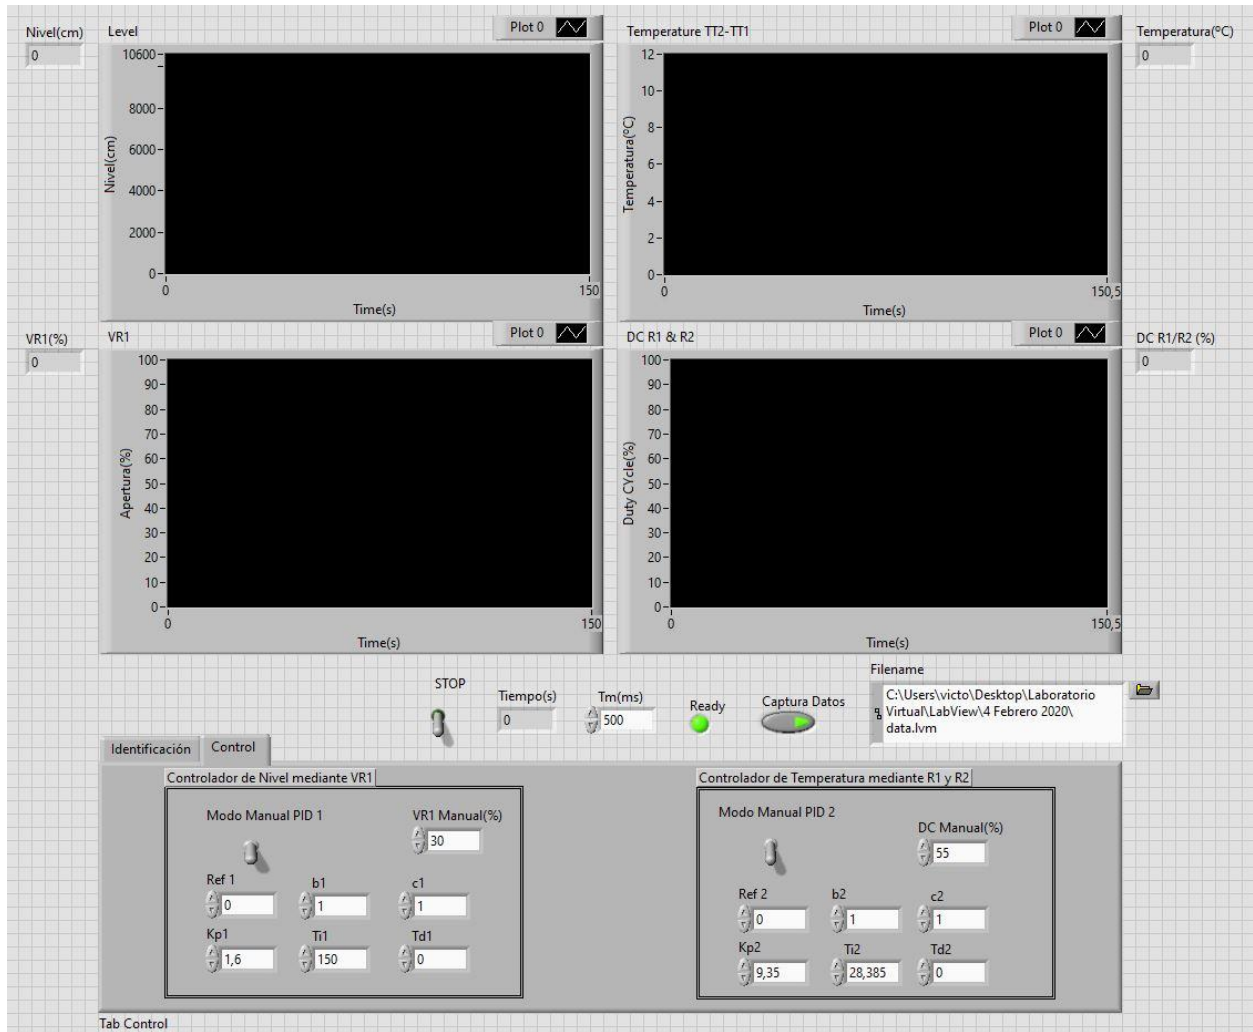 Nivel(cm)
0
Level
Plot 0
10600
8000
6000
4000
2000
0
Nivel(cm)
0
150
Time(s)
Temperature TT2-TT1
Plot 0
12
10
8
6
4
2
0
Temperatura(ºC)
0
150,5
Time(s)
Temperatura(ºC)
0
VR1(%)
0
VR1
Plot 0
100
90
80
70
60
50
40
30
20
10
0
Apertura(%)
0
150
Time(s)
DC R1 & R2
Plot 0
100
90
80
70
60
50
40
30
20
10
0
Duty CYcle(%)
0
150,5
Time(s)
DC R1/R2 (%)
0
STOP
Tiempo(s)
0
Tm(ms)
500
Ready
Captura Datos
Filename
C:\Users\victo\Desktop\Laboratorio
Virtual\LabView\4 Febrero 2020\
data.lvm
Identificación
Control
Controlador de Nivel mediante VR1
Modo Manual PID 1
VR1 Manual(%)
30
Ref 1
b1
c1
0
1
1
Kp1
Ti1
Td1
1,6
150
0
Controlador de Temperatura mediante R1 y R2
Modo Manual PID 2
DC Manual(%)
55
Ref 2
b2
c2
0
1
1
Kp2
Ti2
Td2
9,35
28,385
0
Tab Control